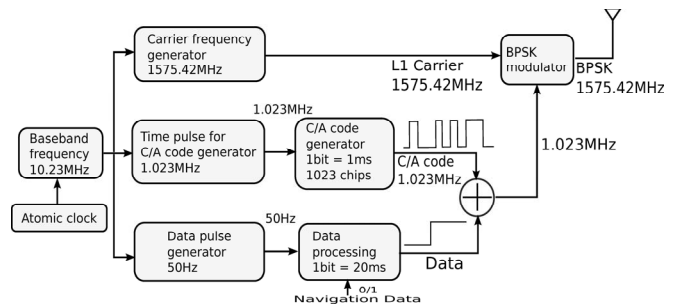 Carrier frequency
generator
1575.42MHz
L1 Carrier
1575.42MHz
BPSK
modulator
BPSK
1575.42MHz
1.023MHz
Baseband
frequency
10.23MHz
Time pulse for
C/A code generator
1.023MHz
C/A code
generator
1bit = 1ms
1023 chips
C/A code
1.023MHz
1.023MHz
Atomic clock
50Hz
Data pulse
generator
50Hz
Data
processing
1bit = 20ms
Data
0/1
Navigation Data